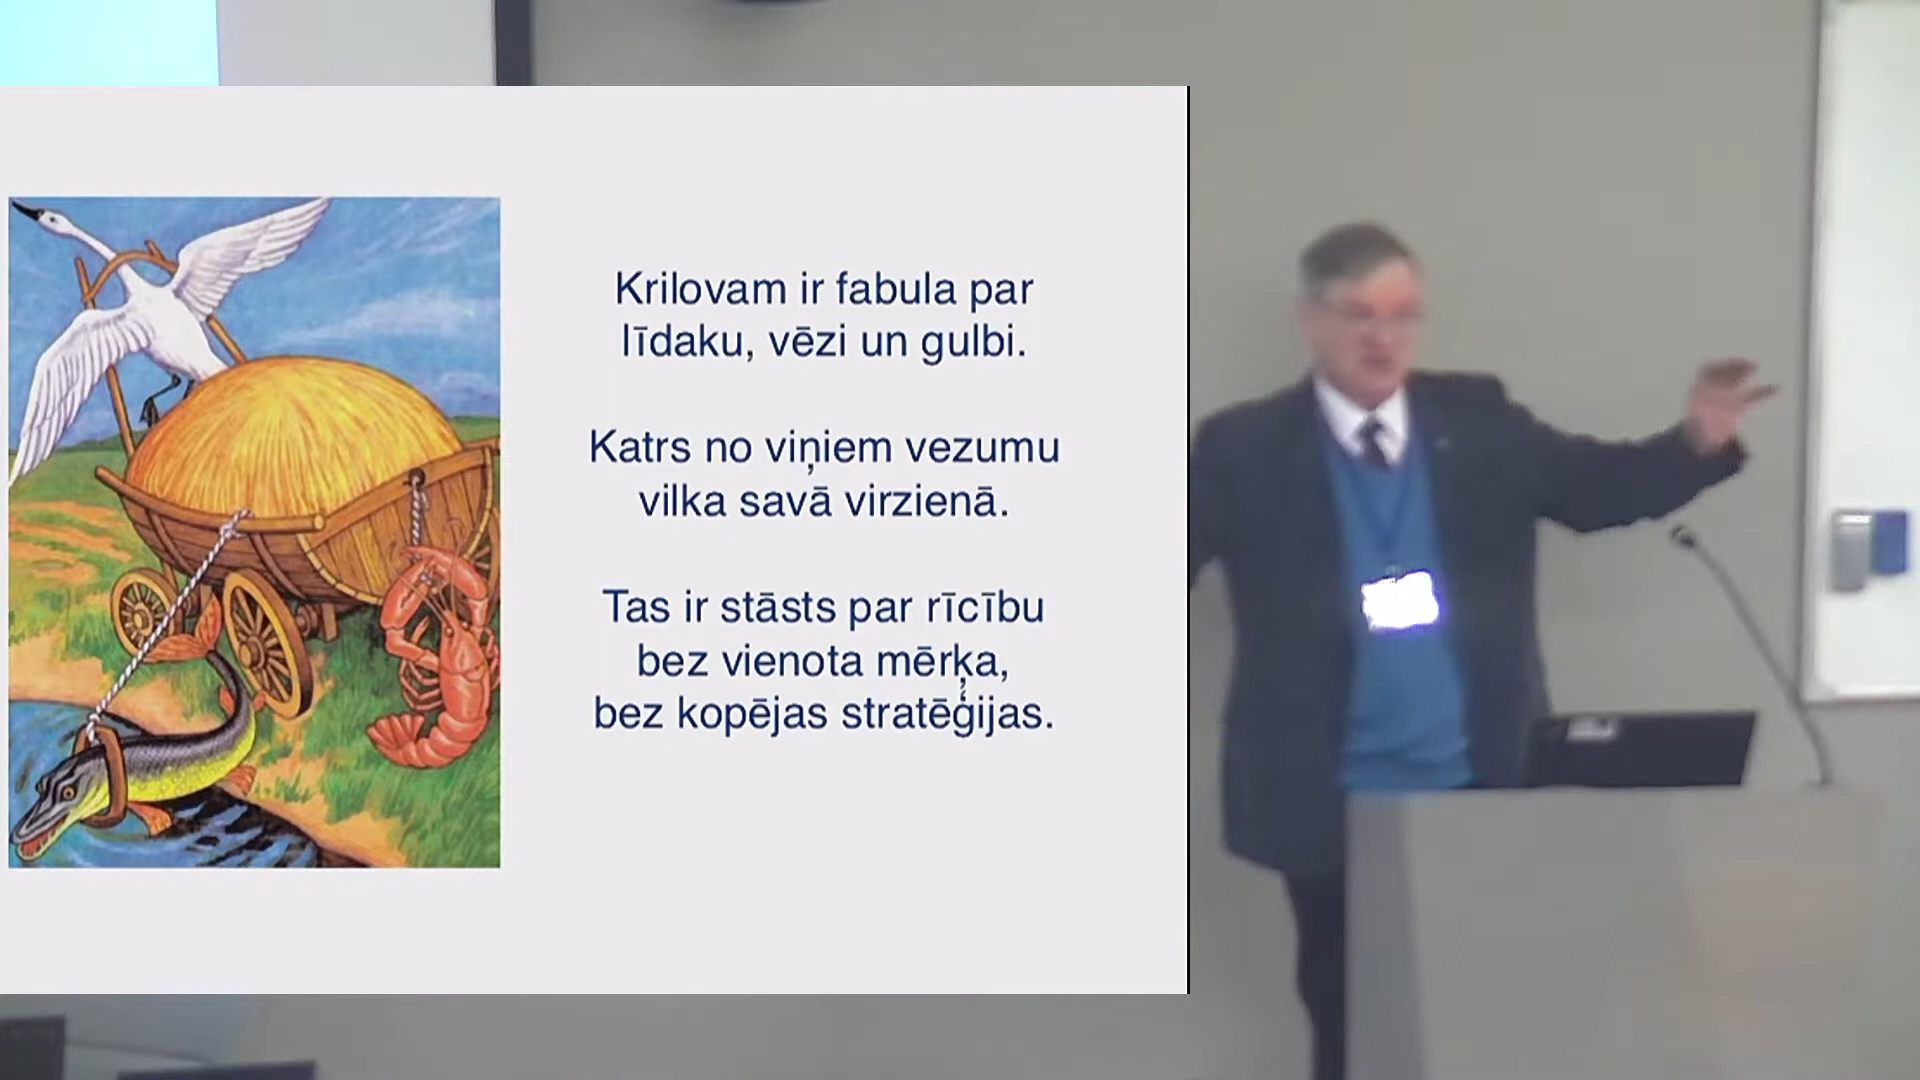 Krilovam ir fabula par
līdaku, vēzi un gulbi.
Katrs no viņiem vezumu
vilka savā virzienā.
Tas ir stāsts par rīcību
bez vienota mērķa,
bez kopējas stratēģijas.